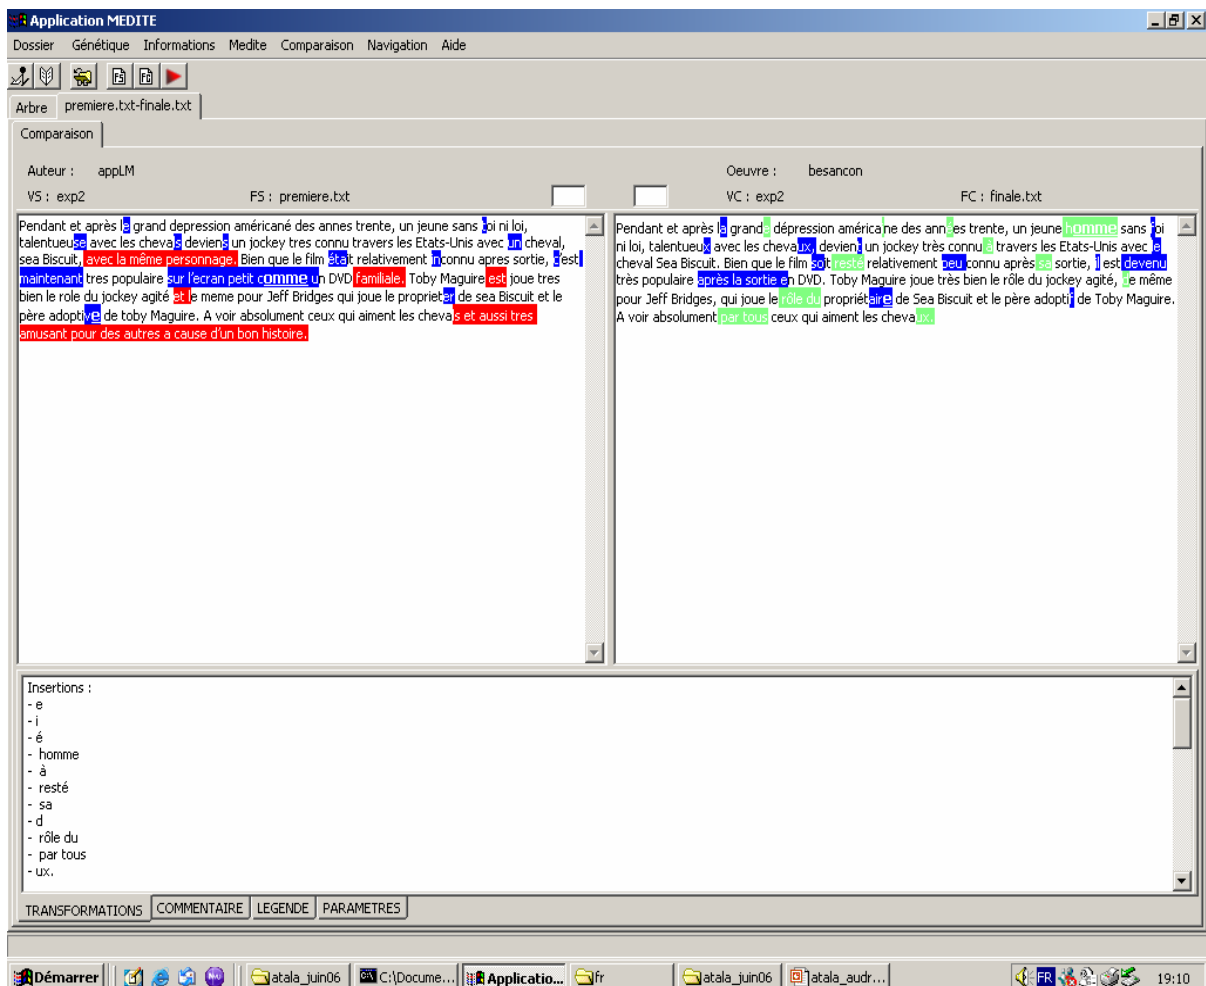 Application MEDITE
Dossier Génétique Informations Medite Comparaison Navigation Aide
Arbre premiere.txt-finale.txt
Comparaison
Auteur : appLM Oeuvre : besancon
VS : exp2 FS : premiere.txt VC : exp2 FC : finale.txt
Pendant et après le grand depression américané des annes trente, un jeune sans foi ni loi,
talentueuse avec les chevals deviens un jockey tres connu travers les Etats-Unis avec un cheval,
sea Biscuit, avec la même personnage. Bien que le film était relativement inconnu apres sortie, c'est
maintenant tres populaire sur l'ecran petit comme un DVD familiale. Toby Maguire est joue tres
bien le role du jockey agité et le meme pour Jeff Bridges qui joue le proprieter de sea Biscuit et le
père adoptive de toby Maguire. A voir absolument ceux qui aiment les chevals et aussi tres
amusant pour des autres a cause d'un bon histoire.
Pendant et après la grande dépression américaine des années trente, un jeune homme sans foi
ni loi, talentueux avec les chevaux, devient un jockey très connu à travers les Etats-Unis avec le
cheval Sea Biscuit. Bien que le film soit resté relativement peu connu après sa sortie, il est devenu
très populaire après la sortie en DVD. Toby Maguire joue très bien le rôle du jockey agité, de même
pour Jeff Bridges, qui joue le rôle du propriétaire de Sea Biscuit et le père adoptif de Toby Maguire.
A voir absolument par tous ceux qui aiment les chevaux.
Insertions :
- e
- i
- é
- homme
- à
- resté
- sa
- d
- rôle du
- par tous
- ux.
TRANSFORMATIONS COMMENTAIRE LEGENDE PARAMETRES
Démarrer atala_juin06 C:\Docume... Applicatio... fr atala_juin06 atala_audr... FR 19:10